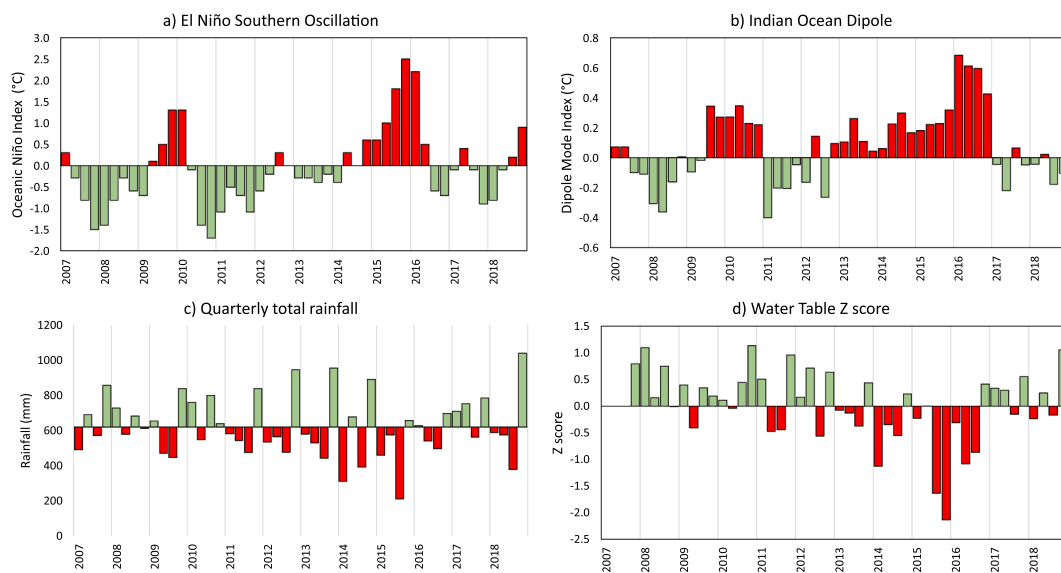 a) El Niño Southern Oscillation
Oceanic Niño Index (°C)
3.0
2.5
2.0
1.5
1.0
0.5
0.0
-0.5
-1.0
-1.5
-2.0
2007 2008 2009 2010 2011 2012 2013 2014 2015 2016 2017 2018
b) Indian Ocean Dipole
Dipole Mode Index (°C)
0.8
0.6
0.4
0.2
0.0
-0.2
-0.4
-0.6
2007 2008 2009 2010 2011 2012 2013 2014 2015 2016 2017 2018
c) Quarterly total rainfall
Rainfall (mm)
1200
1000
800
600
400
200
0
2007 2008 2009 2010 2011 2012 2013 2014 2015 2016 2017 2018
d) Water Table Z score
Z score
1.5
1.0
0.5
0.0
-0.5
-1.0
-1.5
-2.0
-2.5
2007 2008 2009 2010 2011 2012 2013 2014 2015 2016 2017 2018